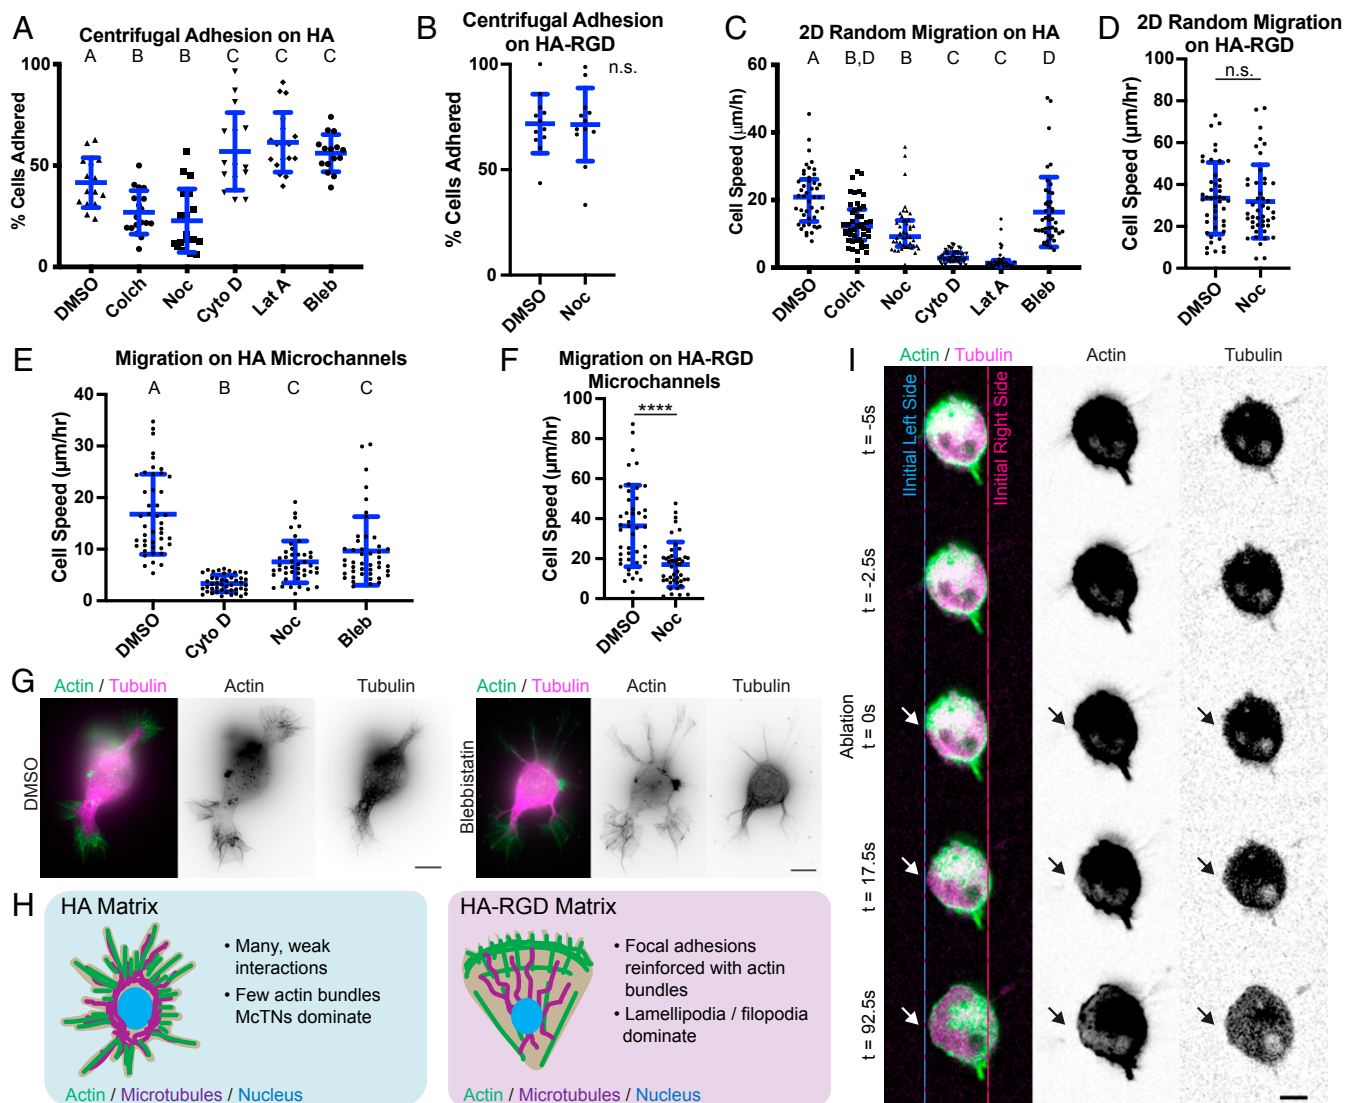 A
Centrifugal Adhesion on HA
A B B C C C
% Cells Adhered
100
50
0
DMSO
Colch
Noc
Cyto D
Lat A
Bleb
B
Centrifugal Adhesion
on HA-RGD
n.s.
% Cells Adhered
100
50
0
DMSO
Noc
C
2D Random Migration on HA
A B,D B C C D
Cell Speed (μm/h)
60
40
20
0
DMSO
Colch
Noc
Cyto D
Lat A
Bleb
D
2D Random Migration
on HA-RGD
n.s.
Cell Speed (μm/hr)
100
80
60
40
20
0
DMSO
Noc
E
Migration on HA Microchannels
A B C C
Cell Speed (μm/hr)
40
30
20
10
0
DMSO
Cyto D
Noc
Bleb
F
Migration on HA-RGD
Microchannels
****
Cell Speed (μm/hr)
100
80
60
40
20
0
DMSO
Noc
G
Actin / Tubulin
Actin
Tubulin
DMSO
Actin / Tubulin
Actin
Tubulin
Blebbistatin
H
HA Matrix
• Many, weak
interactions
• Few actin bundles
McTNs dominate
Actin / Microtubules / Nucleus
HA-RGD Matrix
• Focal adhesions
reinforced with actin
bundles
• Lamellipodia / filopodia
dominate
Actin / Microtubules / Nucleus
I
Actin / Tubulin
Actin
Tubulin
IInitial Left Side
IInitial Right Side
t = -5s
t = -2.5s
Ablation
t = 0s
t = 17.5s
t = 92.5s